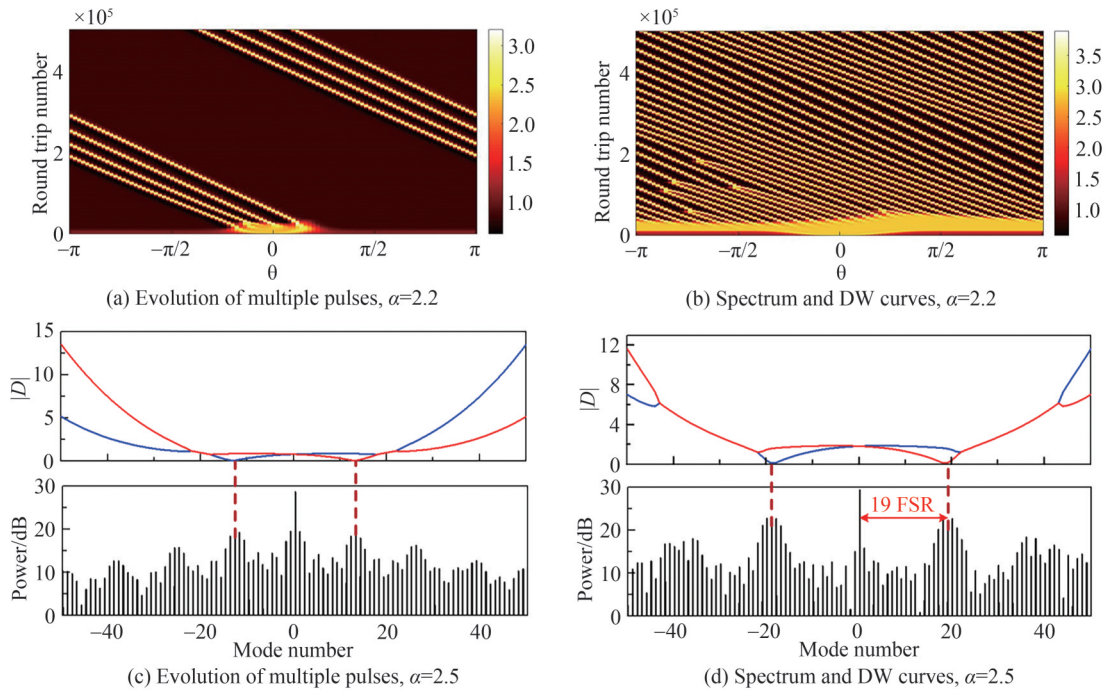 ×10⁵
Round trip number
4
2
0
−π
−π/2
0
π/2
π
θ
3.0
2.5
2.0
1.5
1.0
(a) Evolution of multiple pulses, α=2.2
×10⁵
Round trip number
4
2
0
−π
−π/2
0
π/2
π
θ
3.5
3.0
2.5
2.0
1.5
1.0
(b) Spectrum and DW curves, α=2.2
|D|
15
10
5
0
Power/dB
30
20
10
0
−40
−20
0
20
40
Mode number
(c) Evolution of multiple pulses, α=2.5
|D|
12
8
4
0
Power/dB
30
20
10
0
19 FSR
−40
−20
0
20
40
Mode number
(d) Spectrum and DW curves, α=2.5